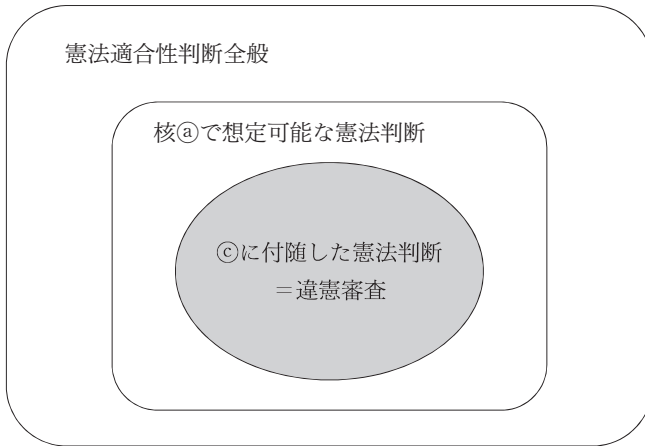 憲法適合性判断全般
核ⓐで想定可能な憲法判断
ⓒに付随した憲法判断
＝違憲審査